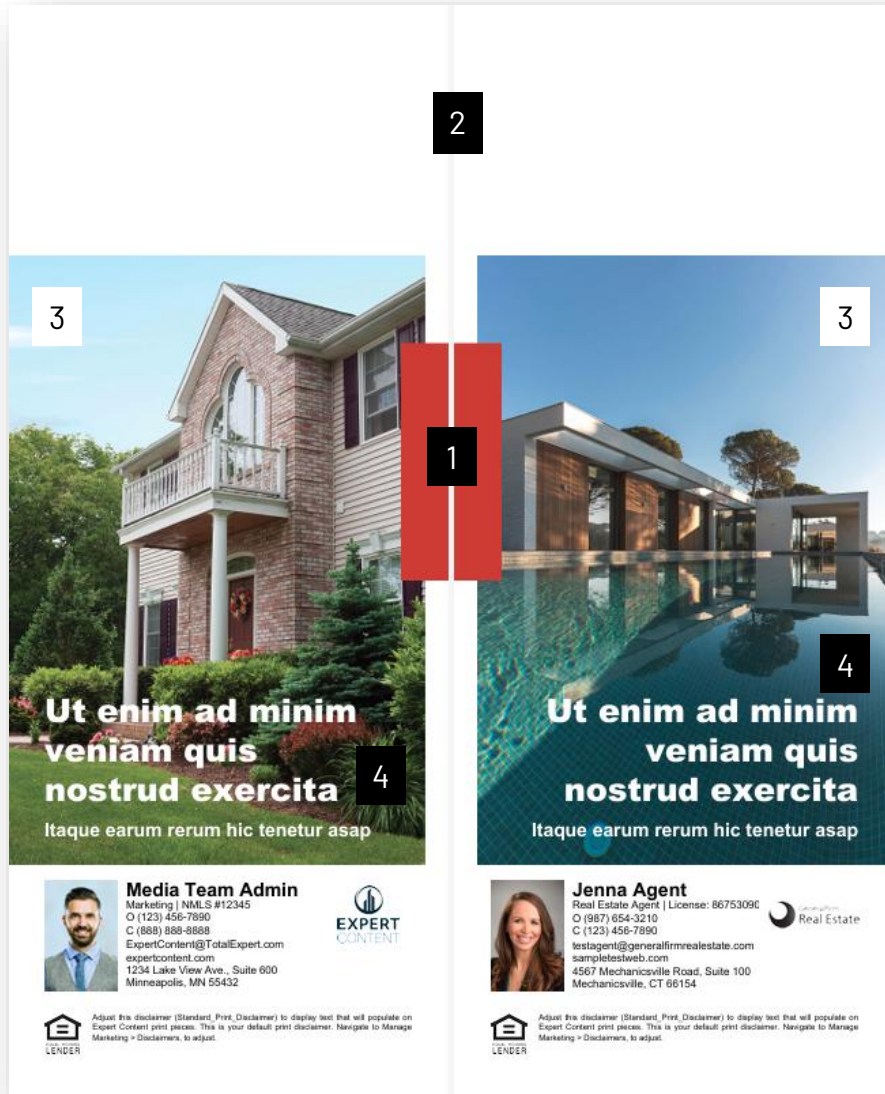 2
3
3
1
4
Ut enim ad minim
veniam quis
nostrud exercita
4
Itaque earum rerum hic tenetur asap
Ut enim ad minim
veniam quis
nostrud exercita
Itaque earum rerum hic tenetur asap
Media Team Admin
Marketing | NMLS #12345
O (123) 456-7890
C (888) 888-8888
ExpertContent@TotalExpert.com
expertcontent.com
1234 Lake View Ave., Suite 600
Minneapolis, MN 55432
EXPERT
CONTENT
Jenna Agent
Real Estate Agent | License: 8675309
O (987) 654-3210
C (123) 456-7890
testagent@generalfirmrealestate.com
sampletestweb.com
4567 Mechanicsville Road, Suite 100
Mechanicsville, CT 66154
Real Estate
Adjust this disclaimer (Standard_Print_Disclaimer) to display text that will populate on
Expert Content print pieces. This is your default print disclaimer. Navigate to Manage
Marketing > Disclaimers, to adjust.
EQUAL HOUSING
LENDER
Adjust this disclaimer (Standard_Print_Disclaimer) to display text that will populate on
Expert Content print pieces. This is your default print disclaimer. Navigate to Manage
Marketing > Disclaimers, to adjust.
EQUAL HOUSING
LENDER